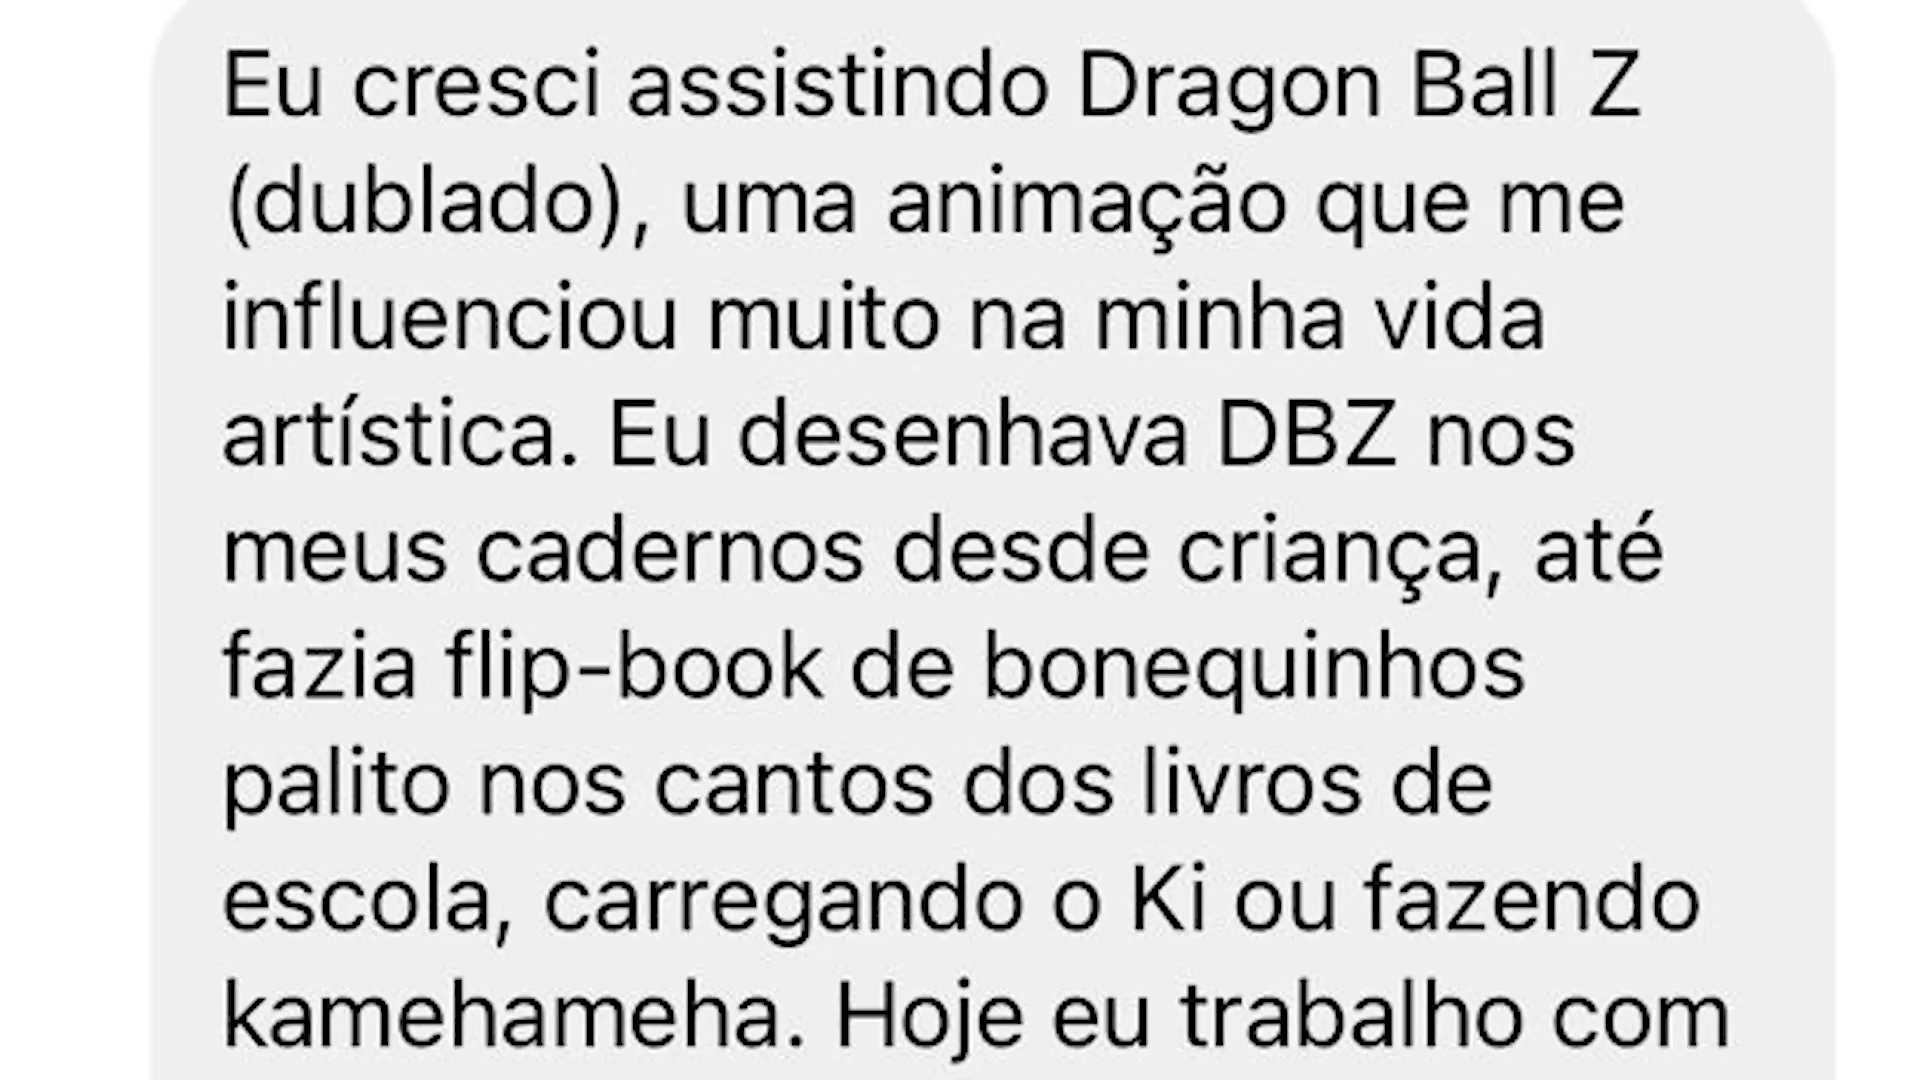 Eu cresci assistindo Dragon Ball Z
(dublado), uma animação que me
influenciou muito na minha vida
artística. Eu desenhava DBZ nos
meus cadernos desde criança, até
fazia flip-book de bonequinhos
palito nos cantos dos livros de
escola, carregando o Ki ou fazendo
kamehameha. Hoje eu trabalho com